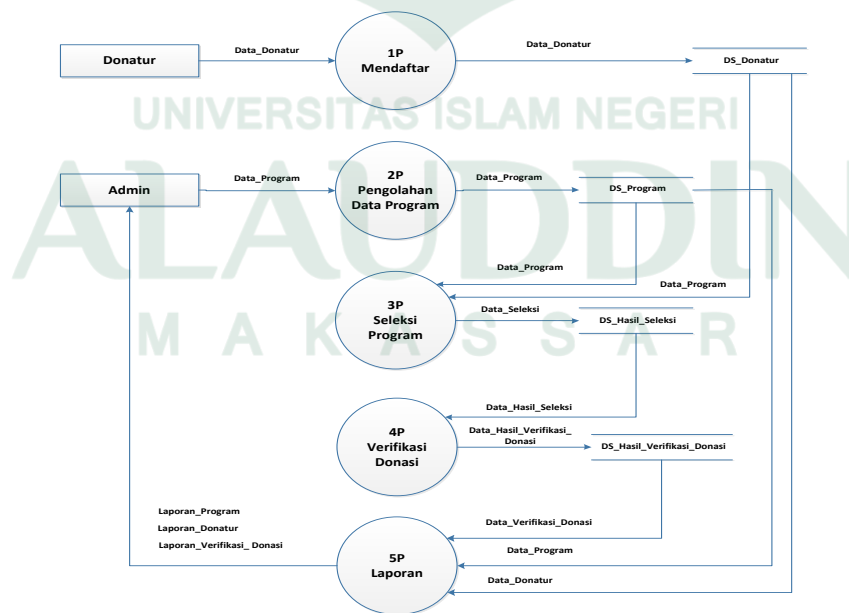 Donatur
Data_Donatur
1P
Mendaftar
Data_Donatur
DS_Donatur
UNIVERSITAS ISLAM NEGERI
Admin
Data_Program
2P
Pengolahan
Data Program
Data_Program
DS_Program
ALAUDDIN
Data_Program
Data_Program
3P
Seleksi
Program
Data_Seleksi
DS_Hasil_Seleksi
MAKASSAR
Data_Hasil_Seleksi
4P
Verifikasi
Donasi
Data_Hasil_Verifikasi_
Donasi
DS_Hasil_Verifikasi_Donasi
Laporan_Program
Laporan_Donatur
Laporan_Verifikasi_ Donasi
5P
Laporan
Data_Verifikasi_Donasi
Data_Program
Data_Donatur